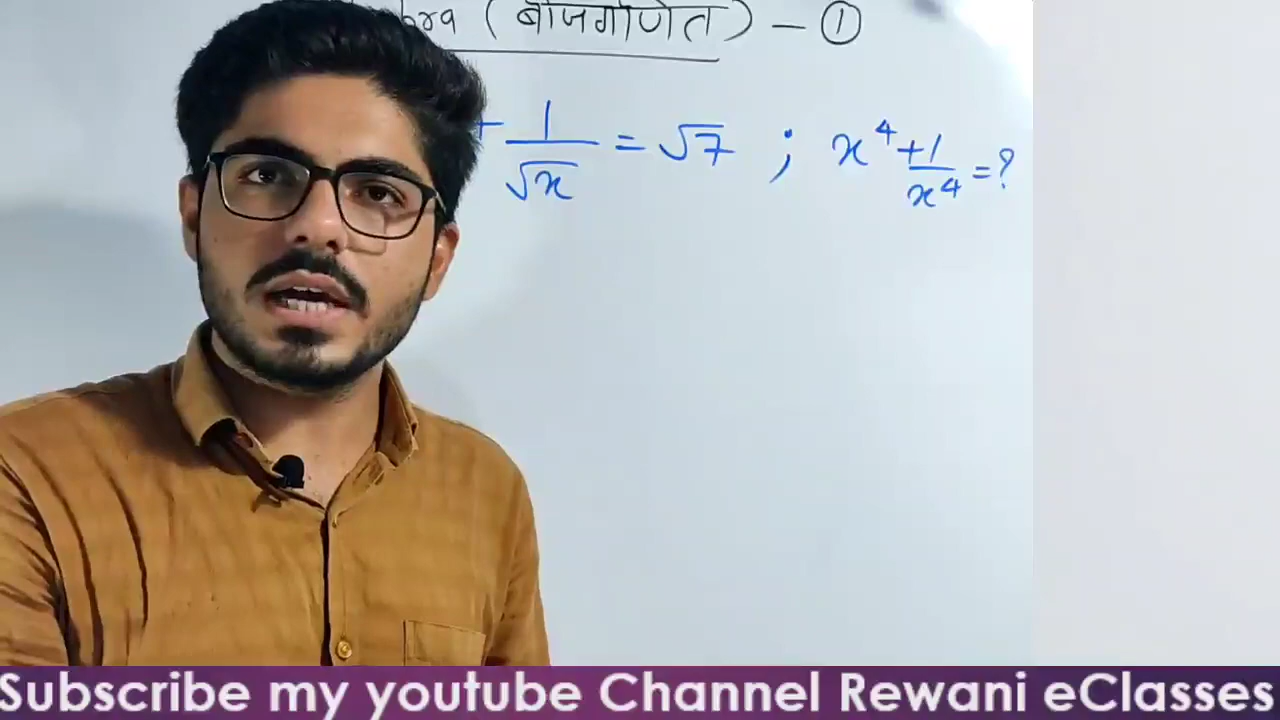 (बीजगणित) - ①
+ 1/√x = √7 ; x⁴ + 1/x⁴ = ?
Subscribe my youtube Channel Rewani eClasses